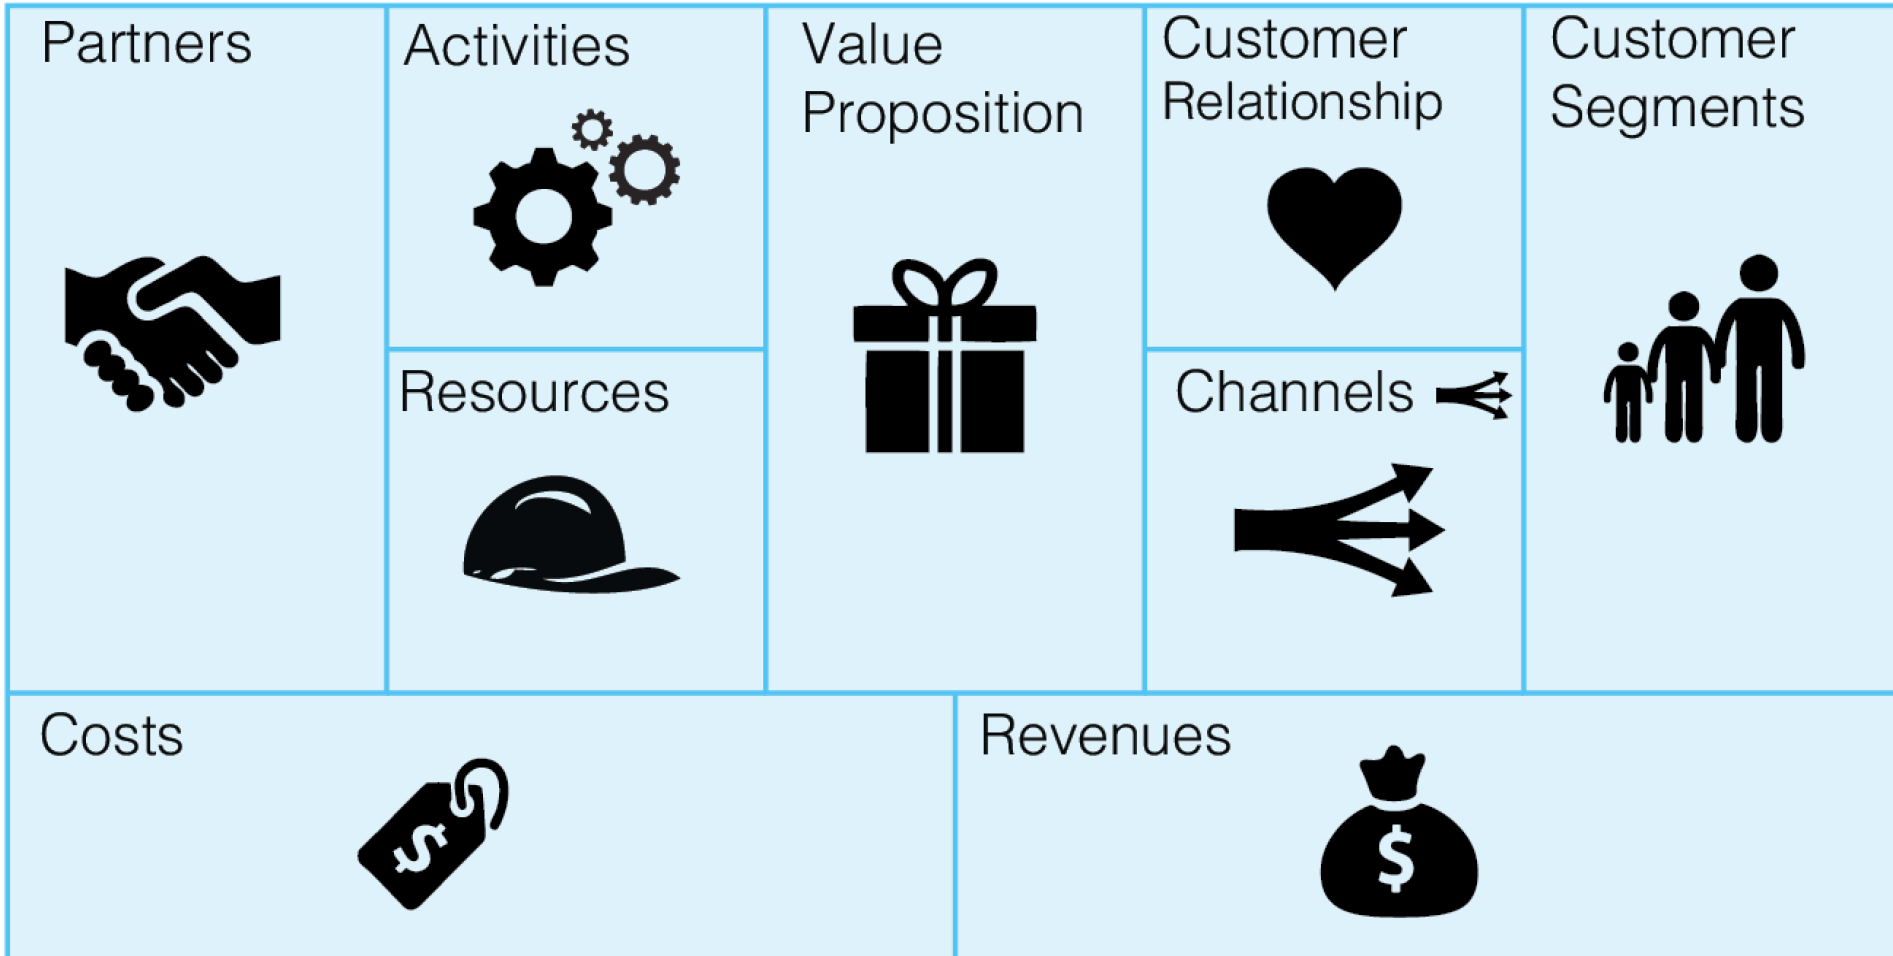 Partners
Activities
Value
Proposition
Customer
Relationship
Customer
Segments
Resources
Channels
Costs
$
Revenues
$